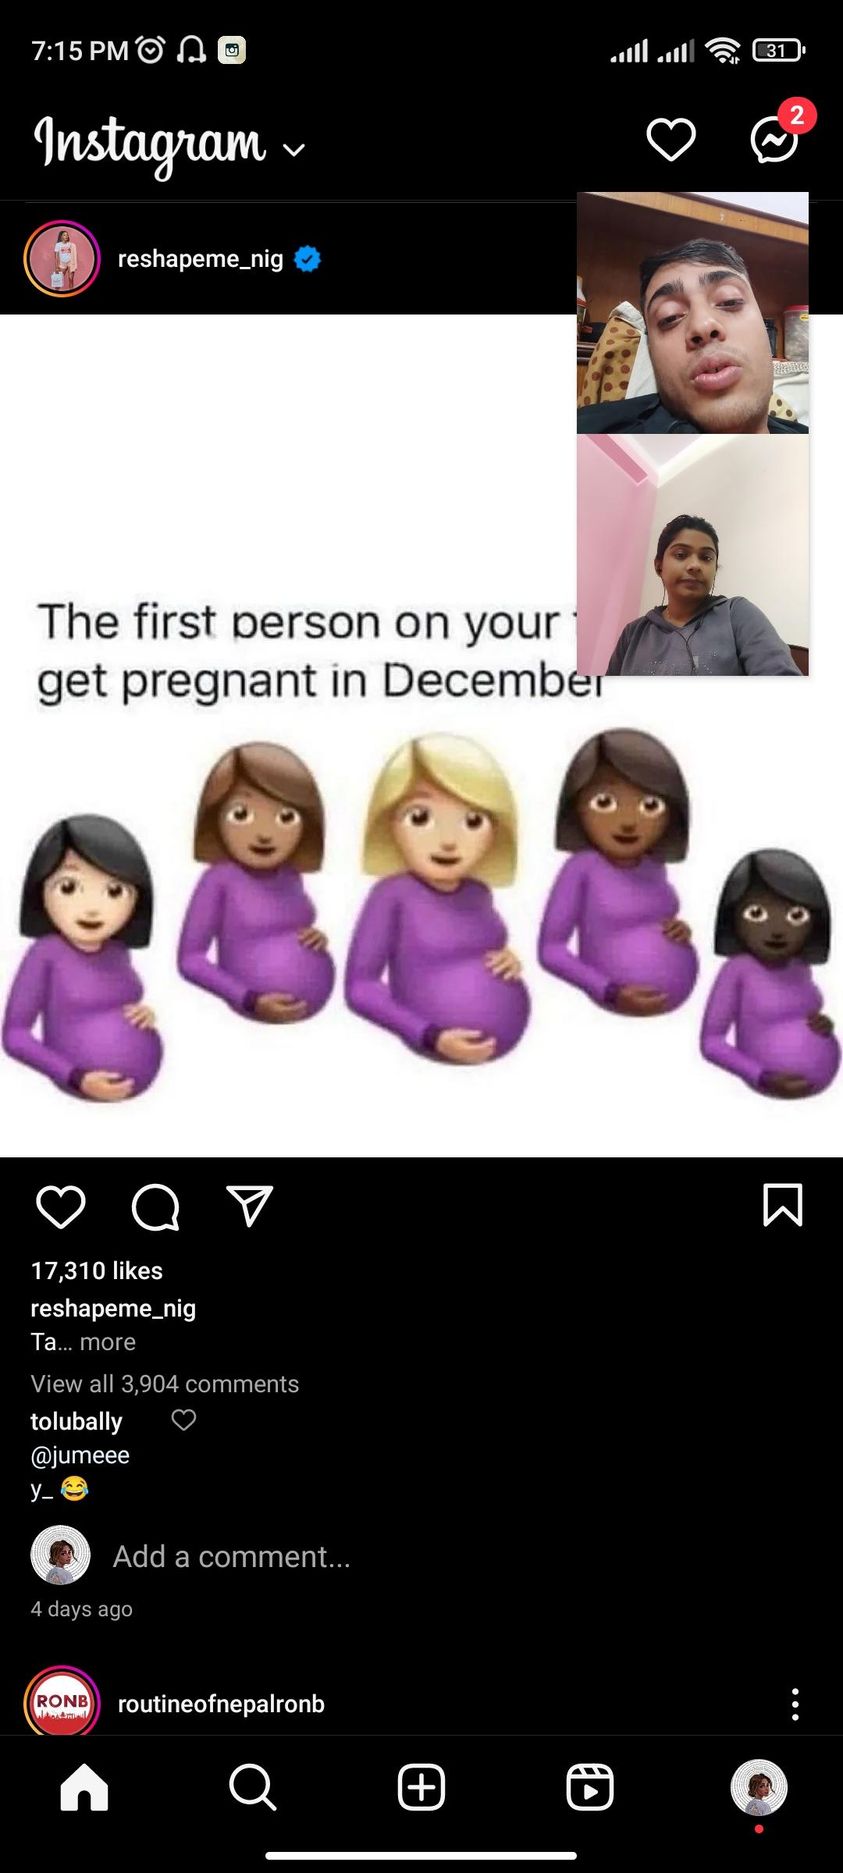 7:15 PM
31
Instagram
2
reshapeme_nig
The first person on your
get pregnant in December
17,310 likes
reshapeme_nig
Ta... more
View all 3,904 comments
tolubally
@jumeee
y_ 😂
Add a comment...
4 days ago
RONB
routineofnepalronb